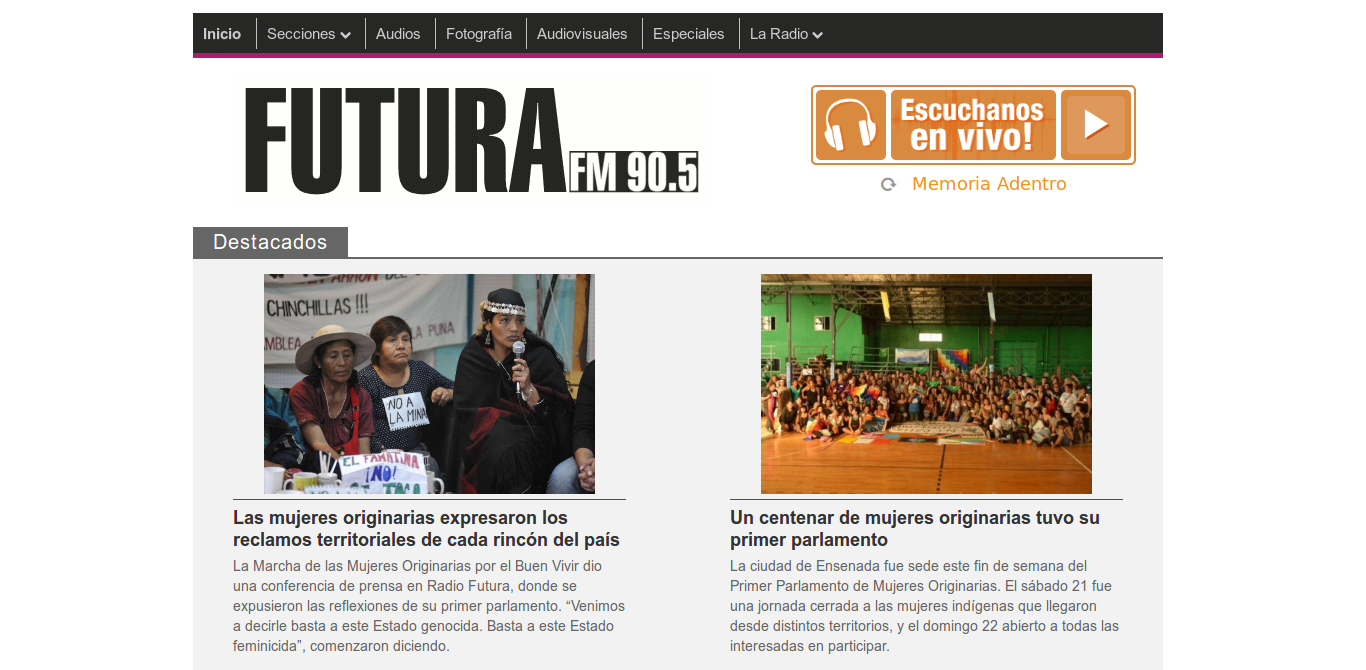 Inicio
Secciones
Audios
Fotografía
Audiovisuales
Especiales
La Radio
FUTURA
FM 90.5
Escuchanos
en vivo!
Memoria Adentro
Destacados
CHINCHILLAS !!!
LA PUNA
NO A
LA MINA
EL FAMATINA
¡NO!
Las mujeres originarias expresaron los
reclamos territoriales de cada rincón del país
La Marcha de las Mujeres Originarias por el Buen Vivir dio
una conferencia de prensa en Radio Futura, donde se
expusieron las reflexiones de su primer parlamento. “Venimos
a decirle basta a este Estado genocida. Basta a este Estado
feminicida”, comenzaron diciendo.
Un centenar de mujeres originarias tuvo su
primer parlamento
La ciudad de Ensenada fue sede este fin de semana del
Primer Parlamento de Mujeres Originarias. El sábado 21 fue
una jornada cerrada a las mujeres indígenas que llegaron
desde distintos territorios, y el domingo 22 abierto a todas las
interesadas en participar.